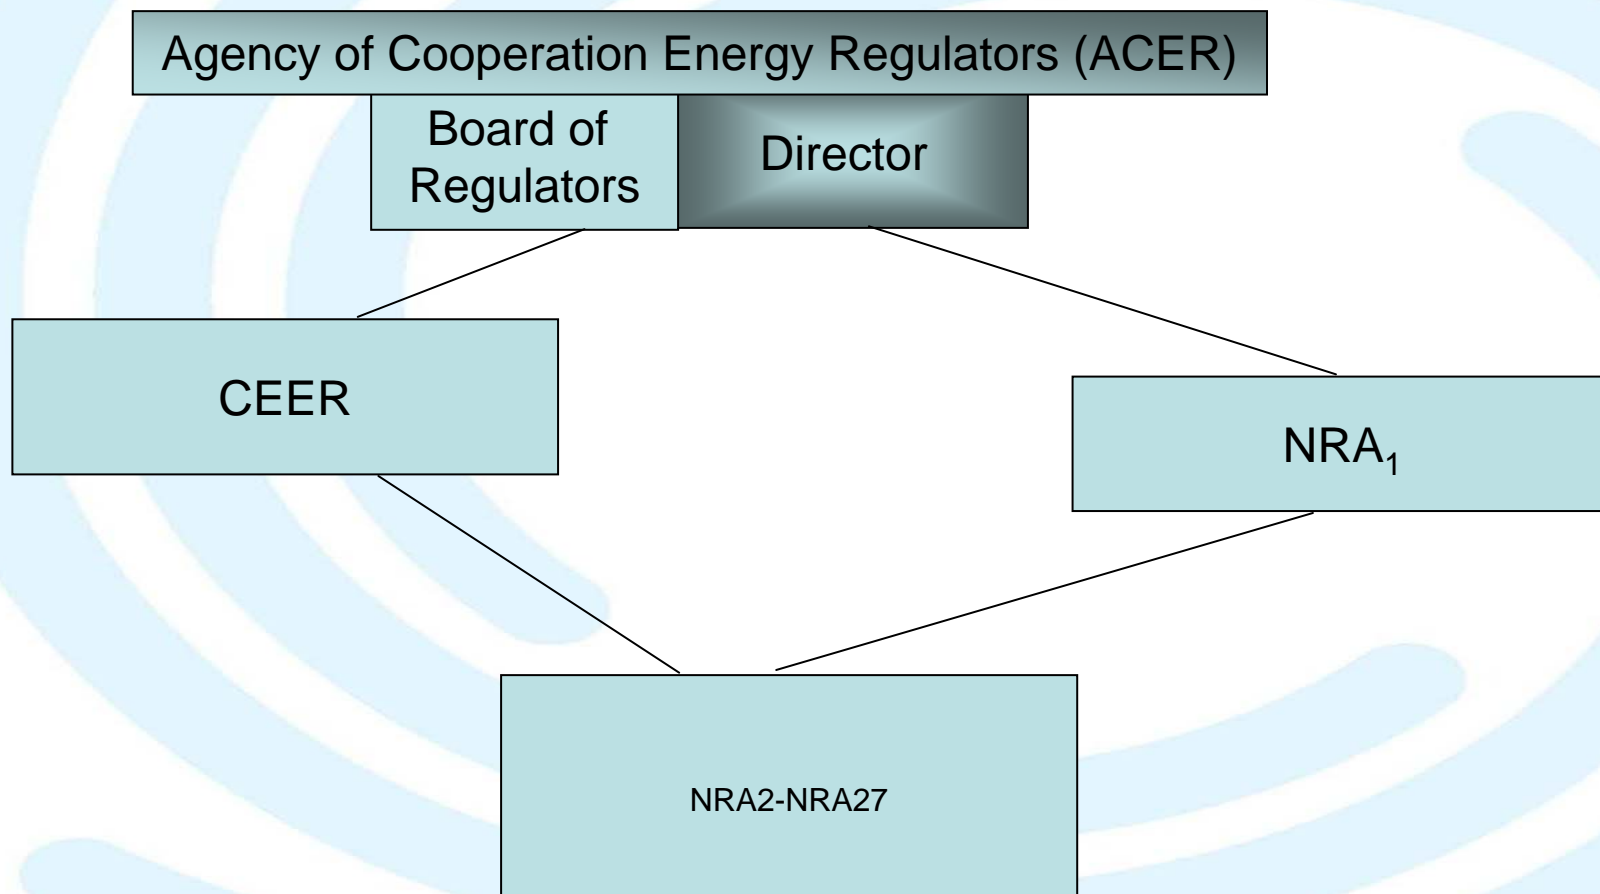 Agency of Cooperation Energy Regulators (ACER)
Board of
Regulators
Director
CEER
NRA₁
NRA2-NRA27